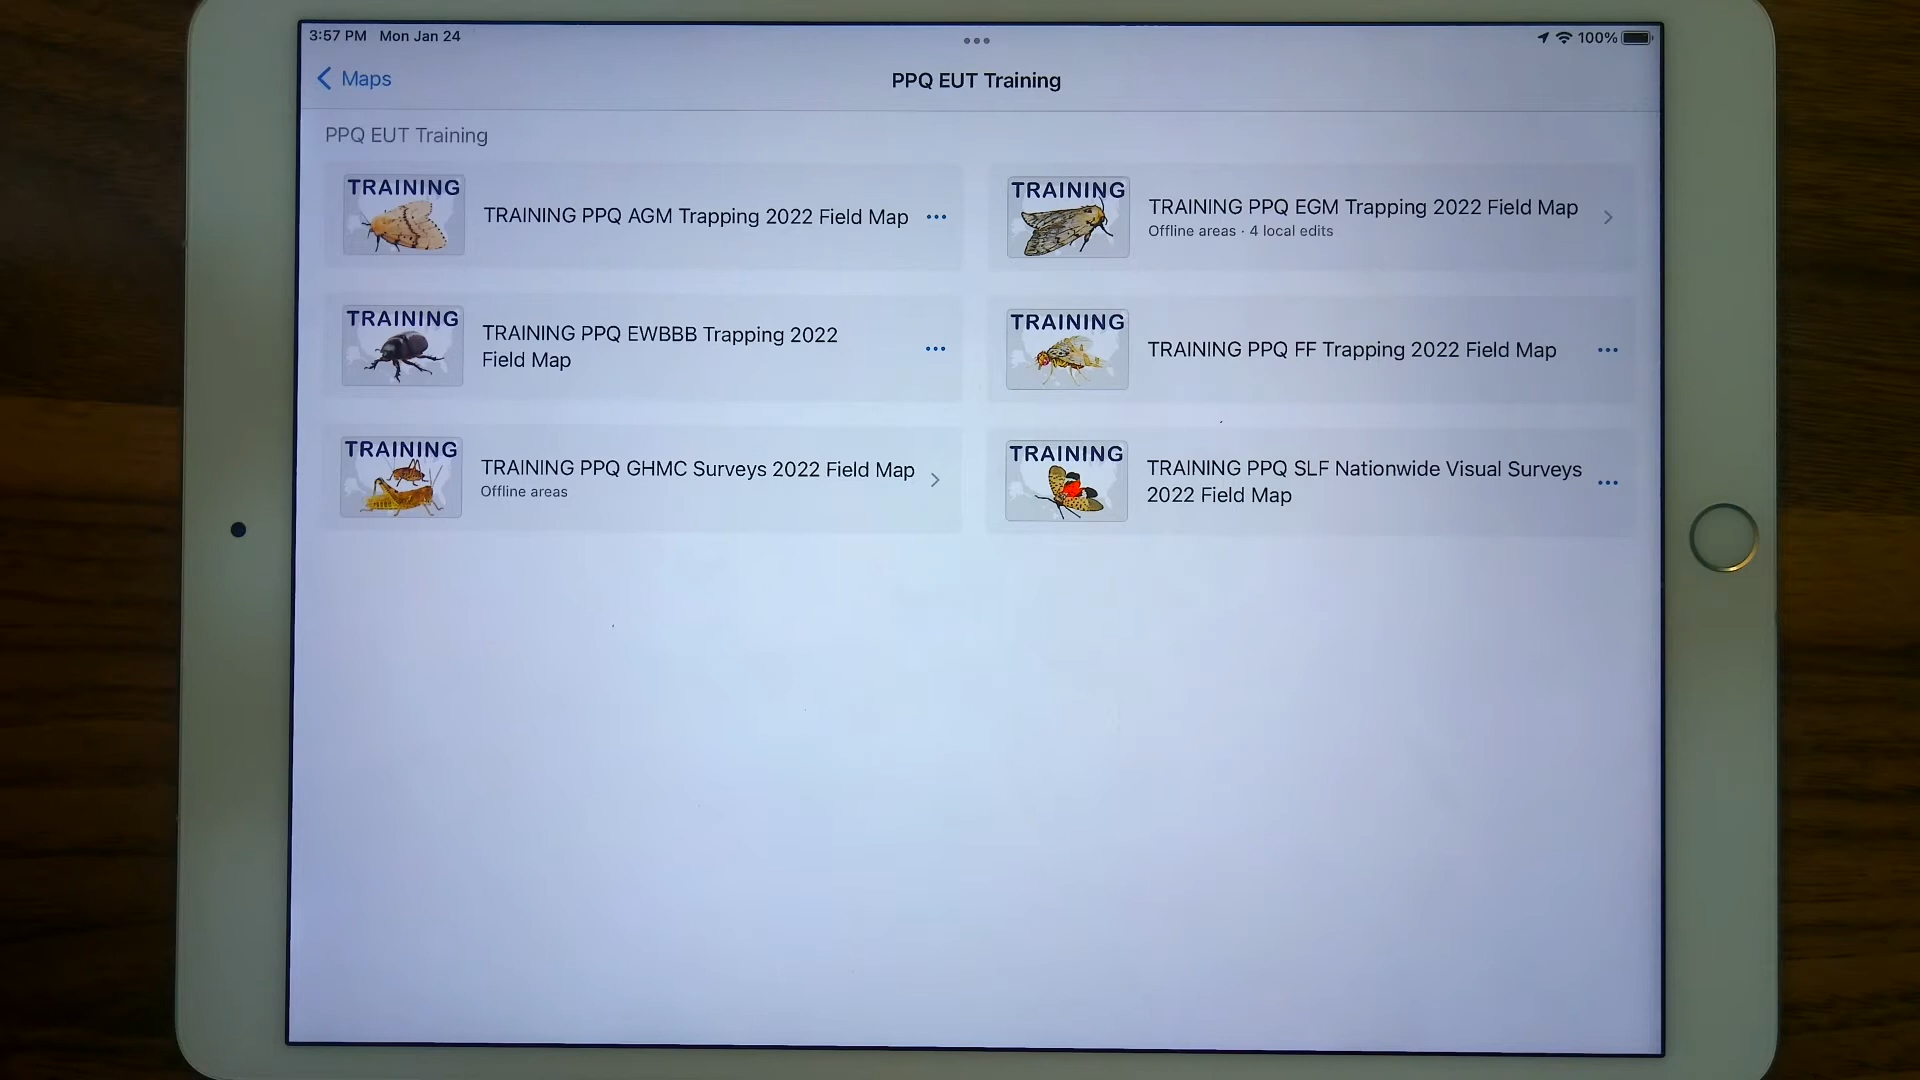 3:57 PM Mon Jan 24
100%
Maps
PPQ EUT Training
PPQ EUT Training
TRAINING
TRAINING PPQ AGM Trapping 2022 Field Map
TRAINING
TRAINING PPQ EGM Trapping 2022 Field Map
Offline areas · 4 local edits
TRAINING
TRAINING PPQ EWBBB Trapping 2022
Field Map
TRAINING
TRAINING PPQ FF Trapping 2022 Field Map
TRAINING
TRAINING PPQ GHMC Surveys 2022 Field Map
Offline areas
TRAINING
TRAINING PPQ SLF Nationwide Visual Surveys
2022 Field Map